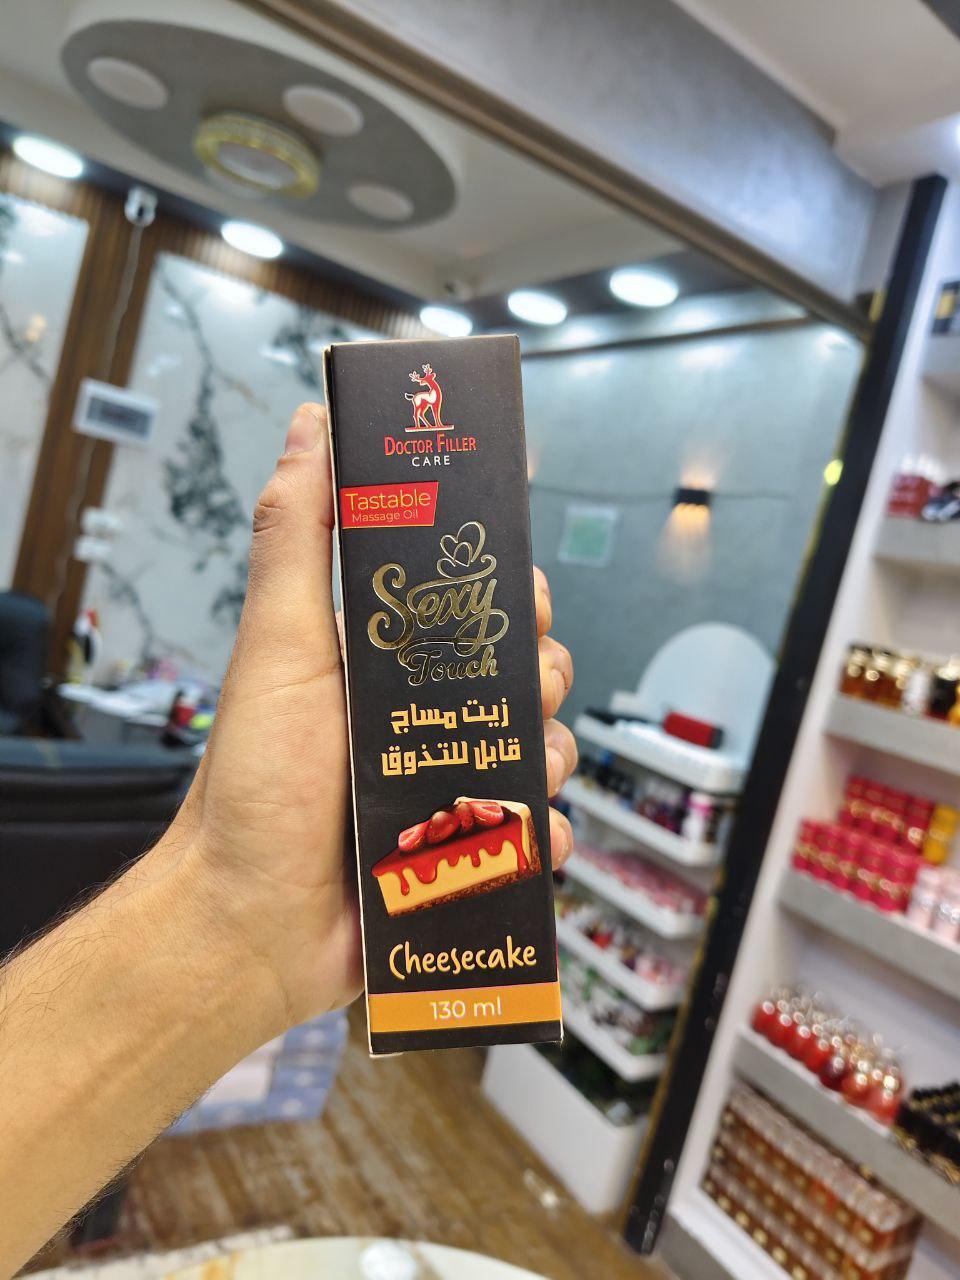 DOCTOR FILLER
CARE
Tastable
Massage Oil
Sexy
Touch
زيت مساج
قابل للتذوق
Cheesecake
130 ml